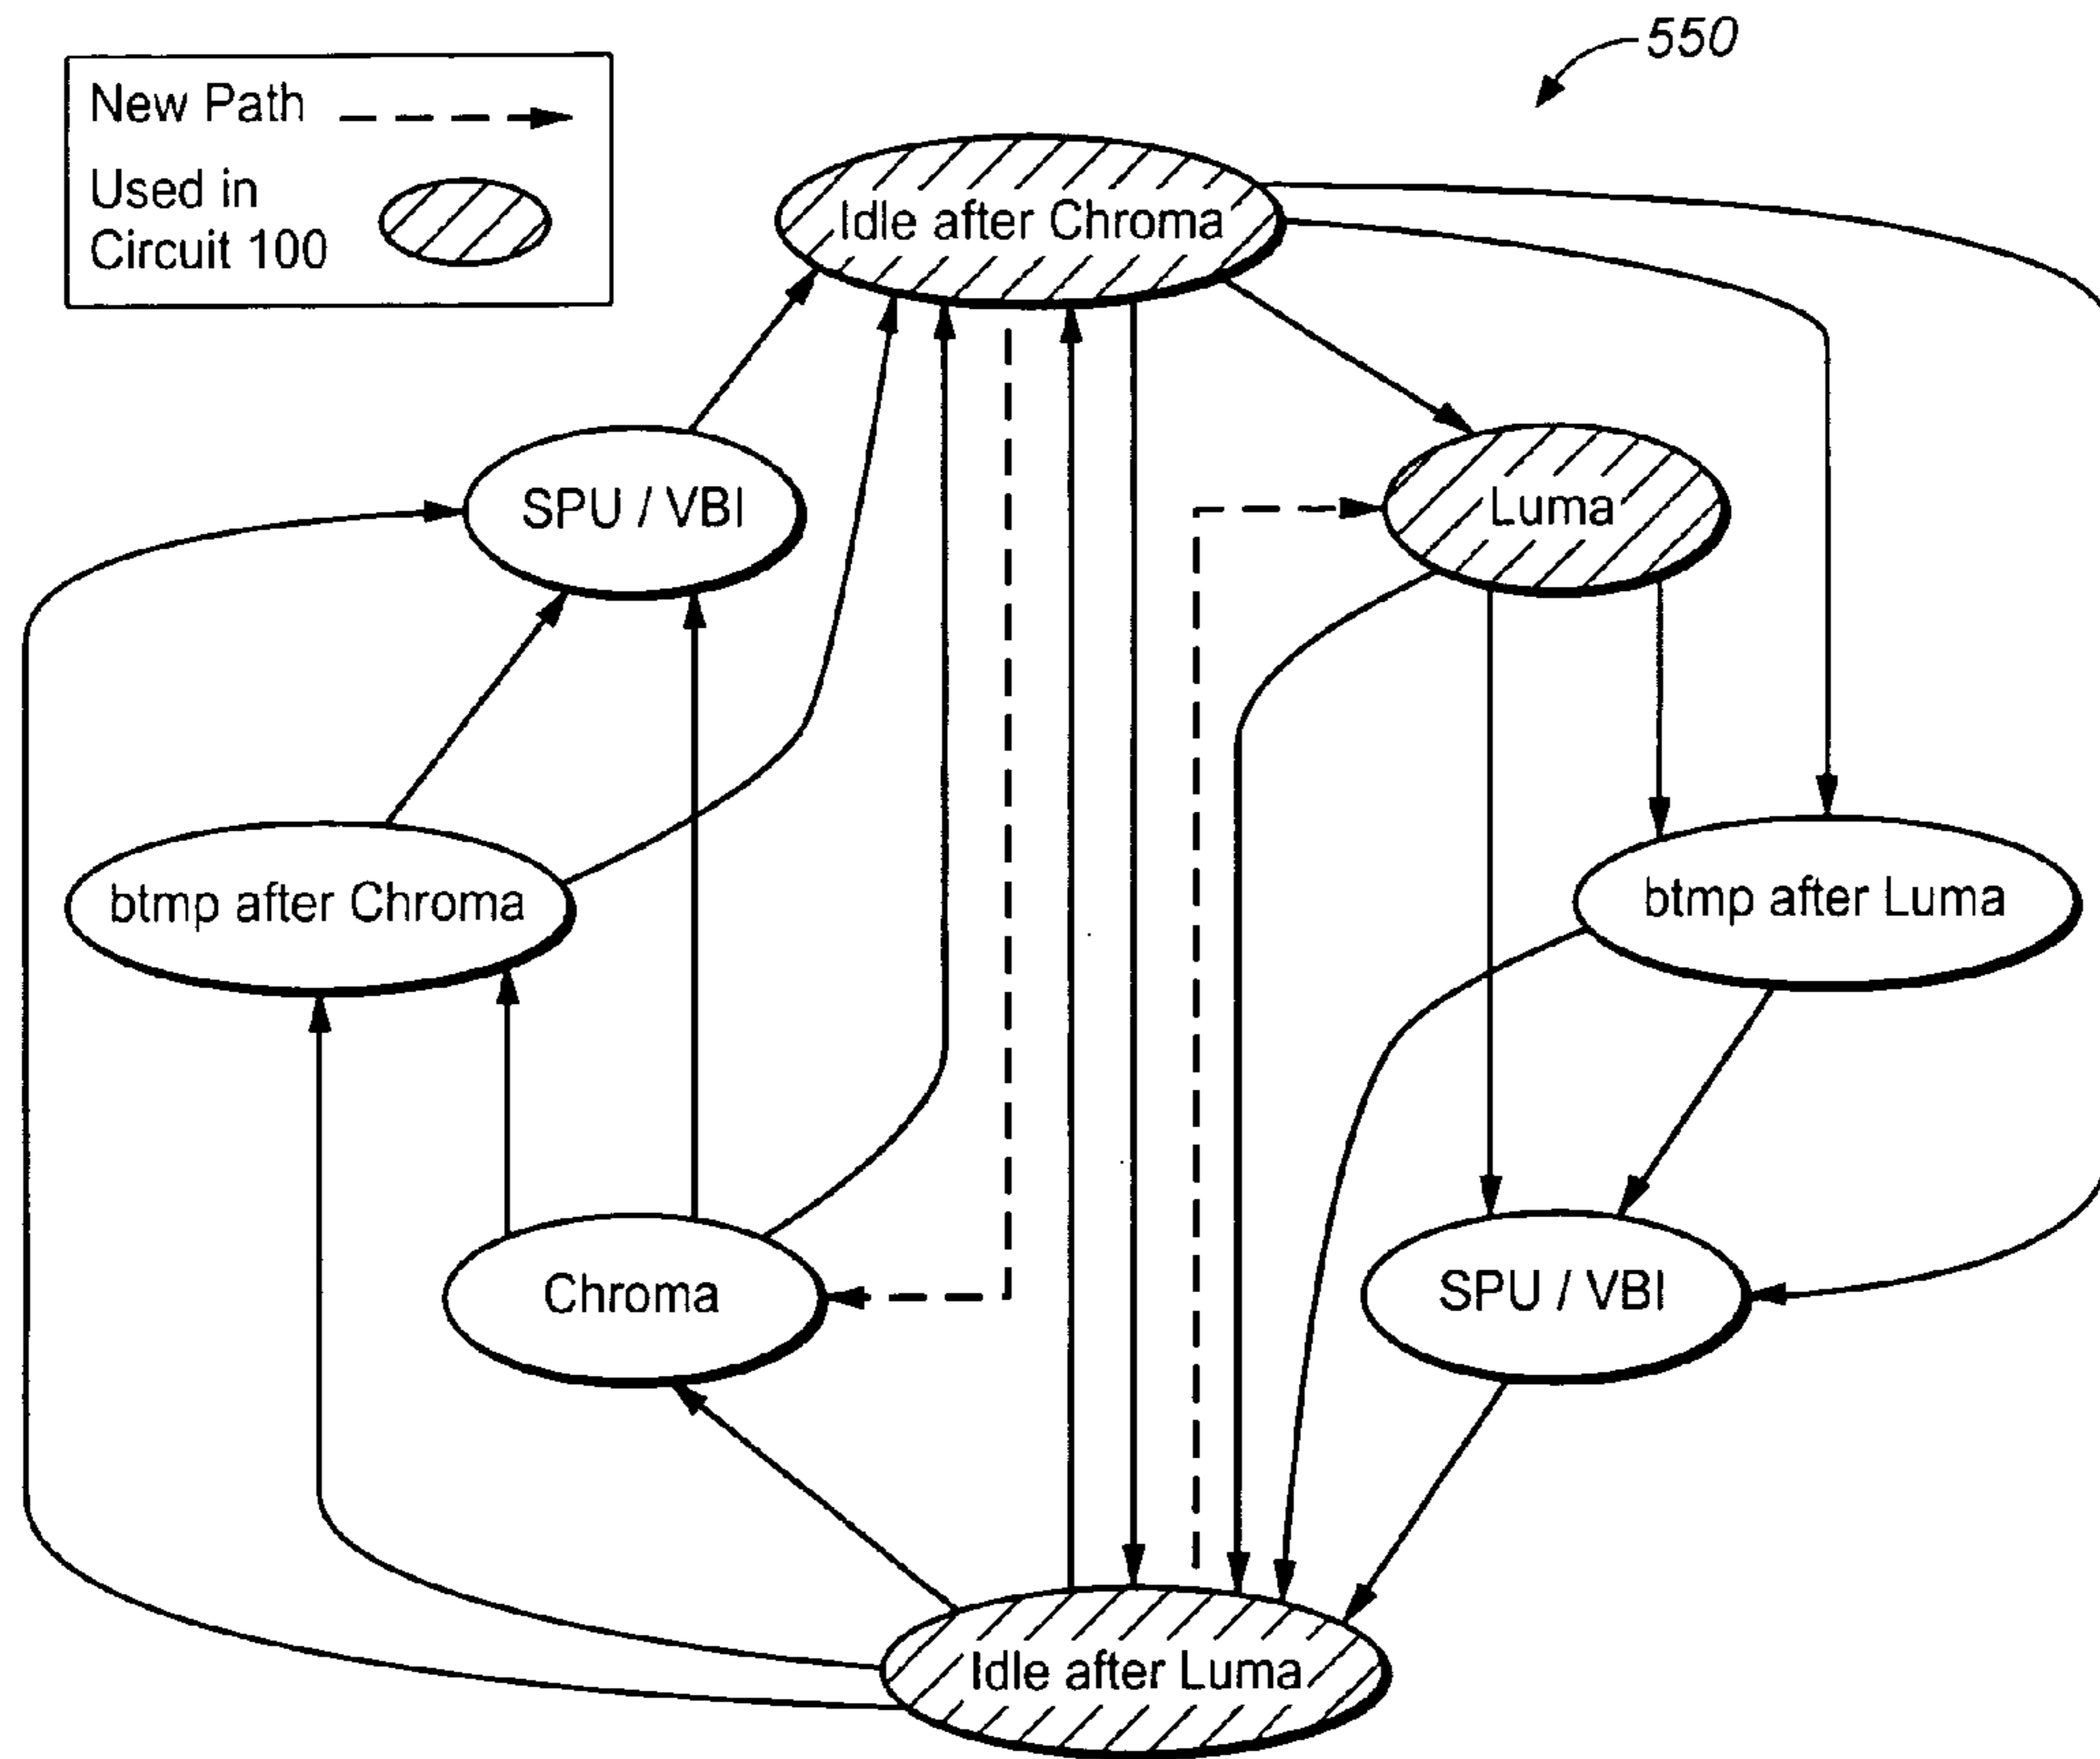 550
New Path
Used in
Circuit 100
Idle after Chroma
SPU / VBI
Luma
btmp after Chroma
btmp after Luma
Chroma
SPU / VBI
Idle after Luma